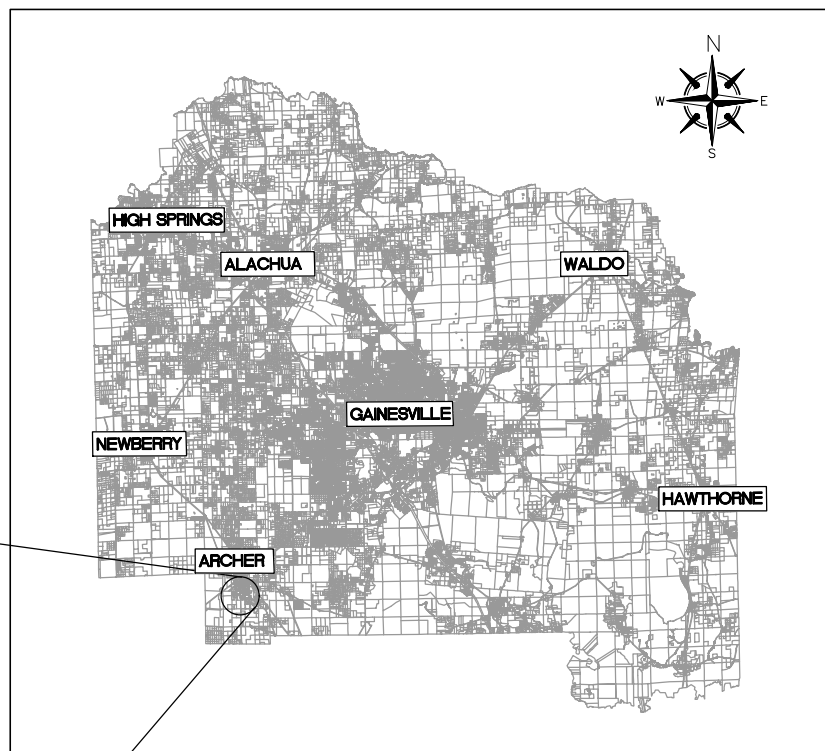 N
W E
S
HIGH SPRINGS
ALACHUA
WALDO
GAINESVILLE
NEWBERRY
HAWTHORNE
ARCHER